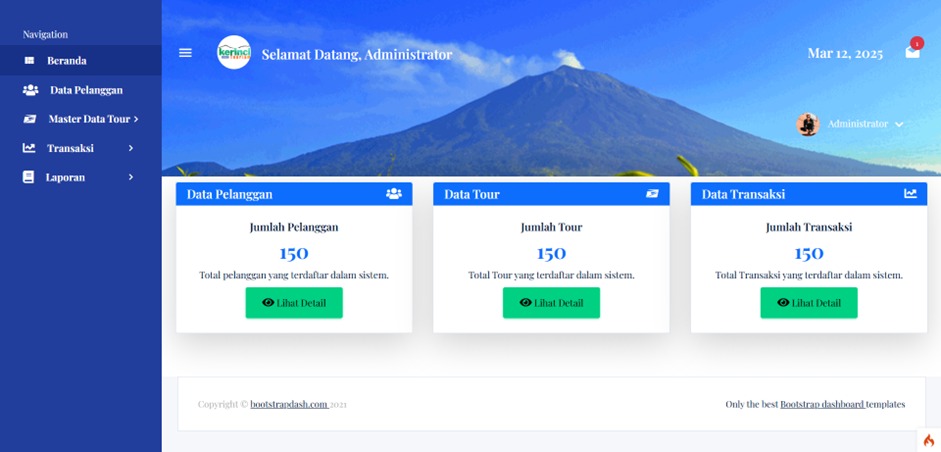 Navigation
Beranda
Data Pelanggan
Master Data Tour
Transaksi
Laporan
kerinci
Selamat Datang, Administrator
Mar 12, 2025
1
Administrator
Data Pelanggan
Jumlah Pelanggan
150
Total pelanggan yang terdaftar dalam sistem.
Lihat Detail
Data Tour
Jumlah Tour
150
Total Tour yang terdaftar dalam sistem.
Lihat Detail
Data Transaksi
Jumlah Transaksi
150
Total Transaksi yang terdaftar dalam sistem.
Lihat Detail
Copyright © bootstrapdash.com 2021
Only the best Bootstrap dashboard templates